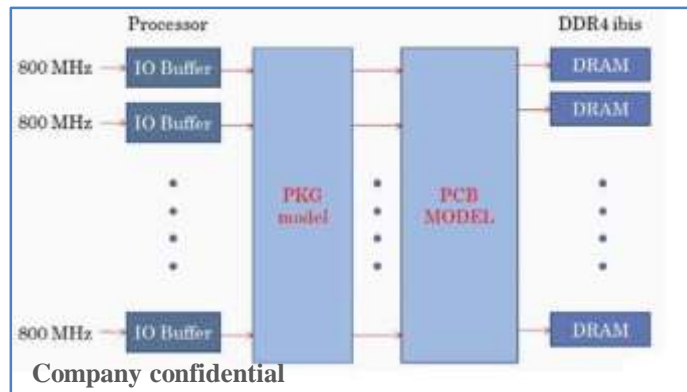 Processor
DDR4 ibis
800 MHz
IO Buffer
DRAM
800 MHz
IO Buffer
DRAM
PKG
model
PCB
MODEL
800 MHz
IO Buffer
DRAM
Company confidential